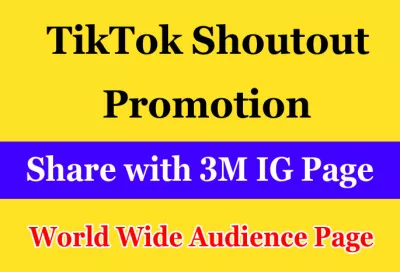 TikTok Shoutout
Promotion
Share with 3M IG Page
World Wide Audience Page